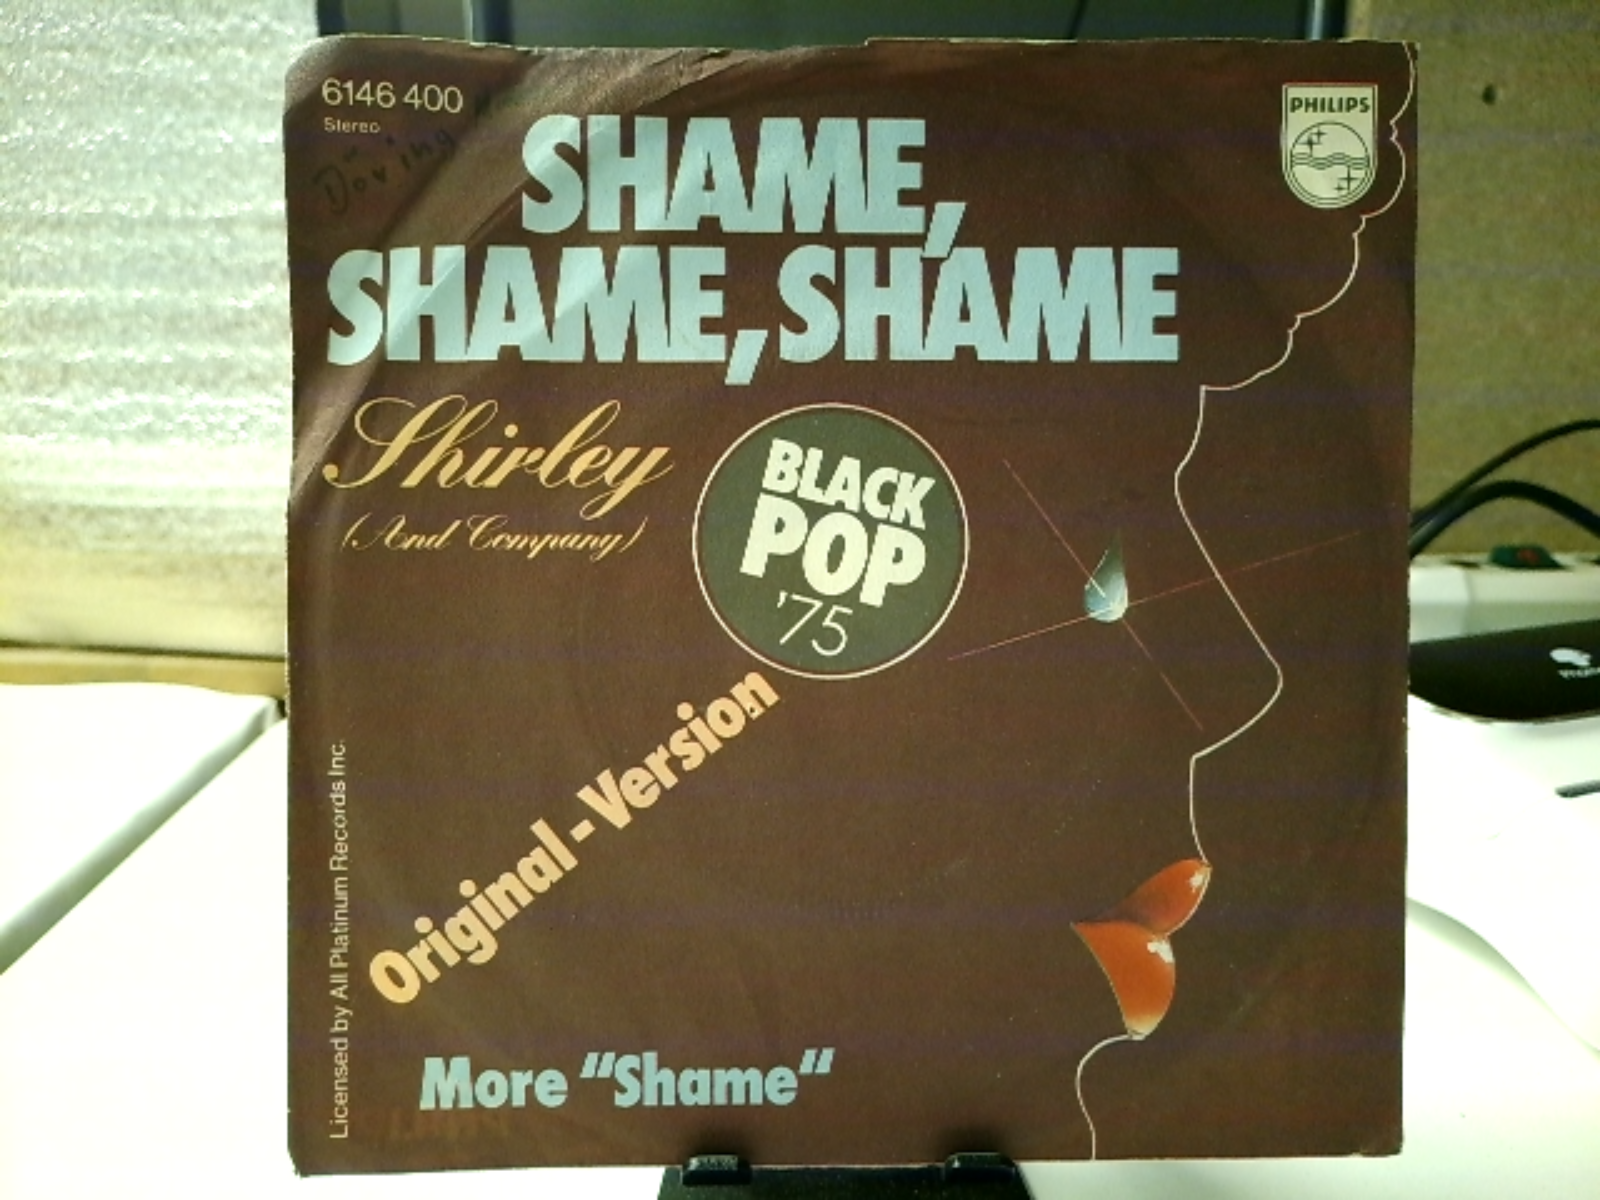 6146 400
Stereo
Döring
PHILIPS
SHAME,
SHAME, SHAME
Shirley
(And Company)
BLACK
POP
'75
Original-Version
More “Shame“
Licensed by All Platinum Records Inc.